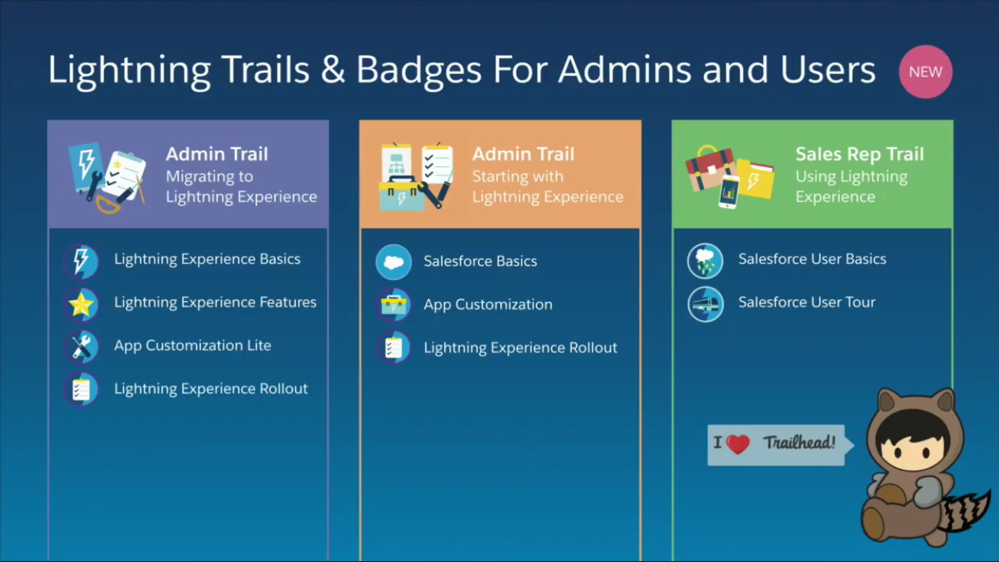 Lightning Trails & Badges For Admins and Users
NEW
Admin Trail
Migrating to
Lightning Experience
Lightning Experience Basics
Lightning Experience Features
App Customization Lite
Lightning Experience Rollout
Admin Trail
Starting with
Lightning Experience
Salesforce Basics
App Customization
Lightning Experience Rollout
Sales Rep Trail
Using Lightning
Experience
Salesforce User Basics
Salesforce User Tour
I ❤ Trailhead!